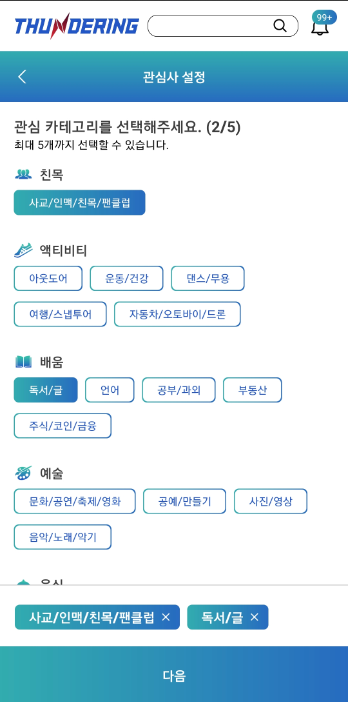 THUNDERING
99+
관심사 설정
관심 카테고리를 선택해주세요. (2/5)
최대 5개까지 선택할 수 있습니다.
친목
사교/인맥/친목/팬클럽
액티비티
아웃도어 운동/건강 댄스/무용
여행/스냅투어 자동차/오토바이/드론
배움
독서/글 언어 공부/과외 부동산
주식/코인/금융
예술
문화/공연/축제/영화 공예/만들기 사진/영상
음악/노래/악기
사교/인맥/친목/팬클럽 × 독서/글 ×
다음